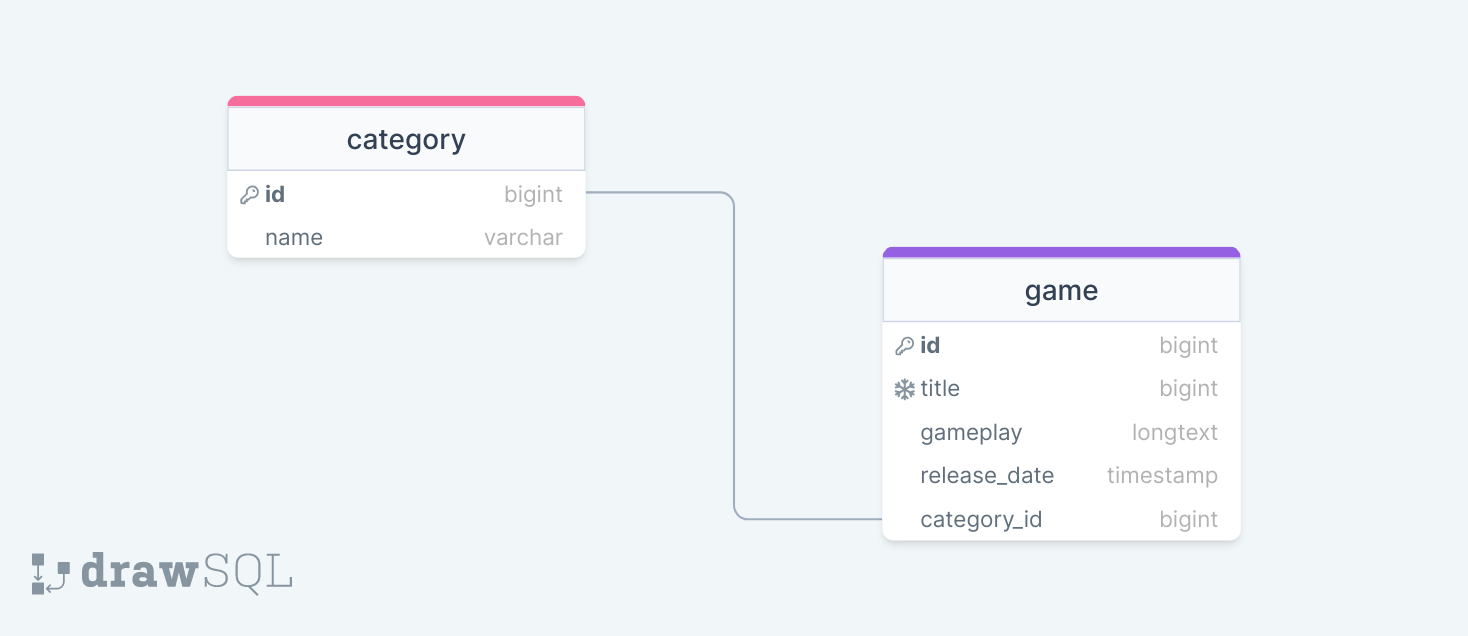 category
id bigint
name varchar
game
id bigint
title bigint
gameplay longtext
release_date timestamp
category_id bigint
drawSQL